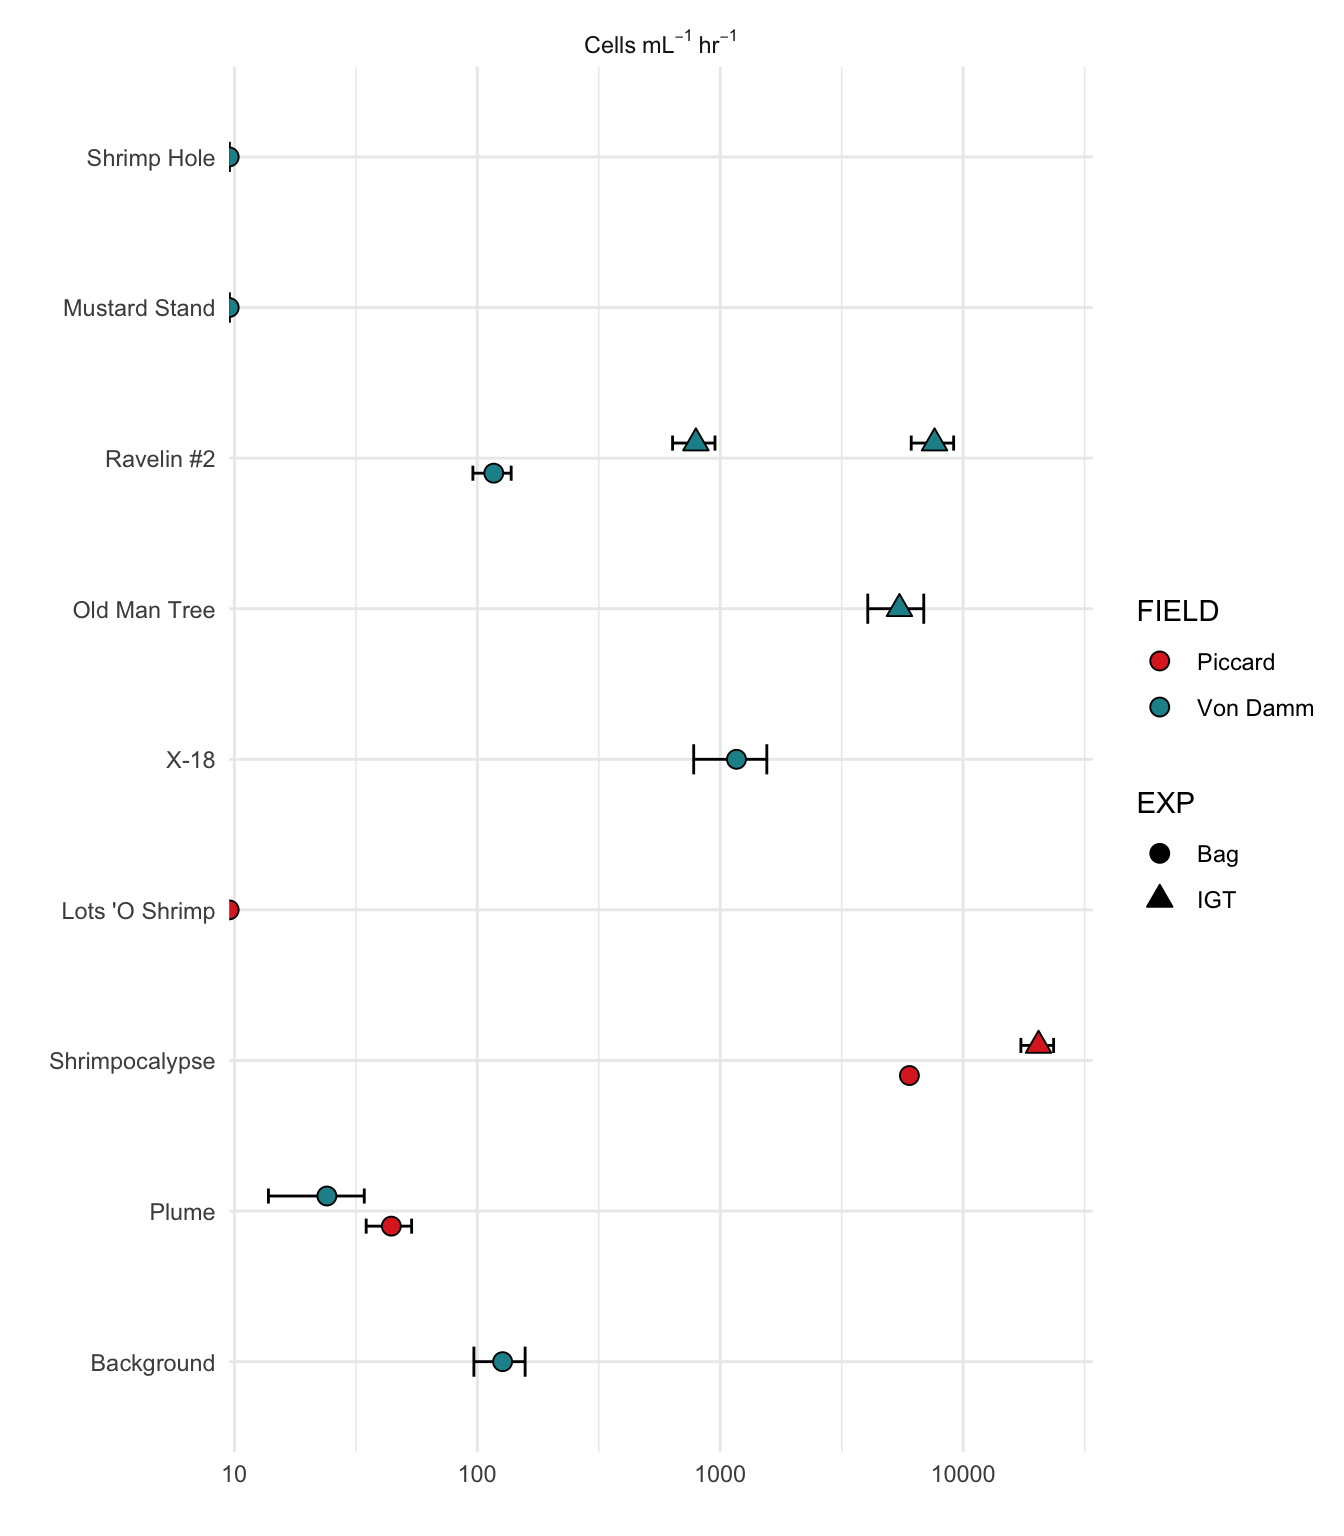 Cells mL⁻¹ hr⁻¹
Shrimp Hole
Mustard Stand
Ravelin #2
Old Man Tree
X-18
Lots 'O Shrimp
Shrimpocalypse
Plume
Background
10 100 1000 10000
FIELD
Piccard
Von Damm
EXP
Bag
IGT